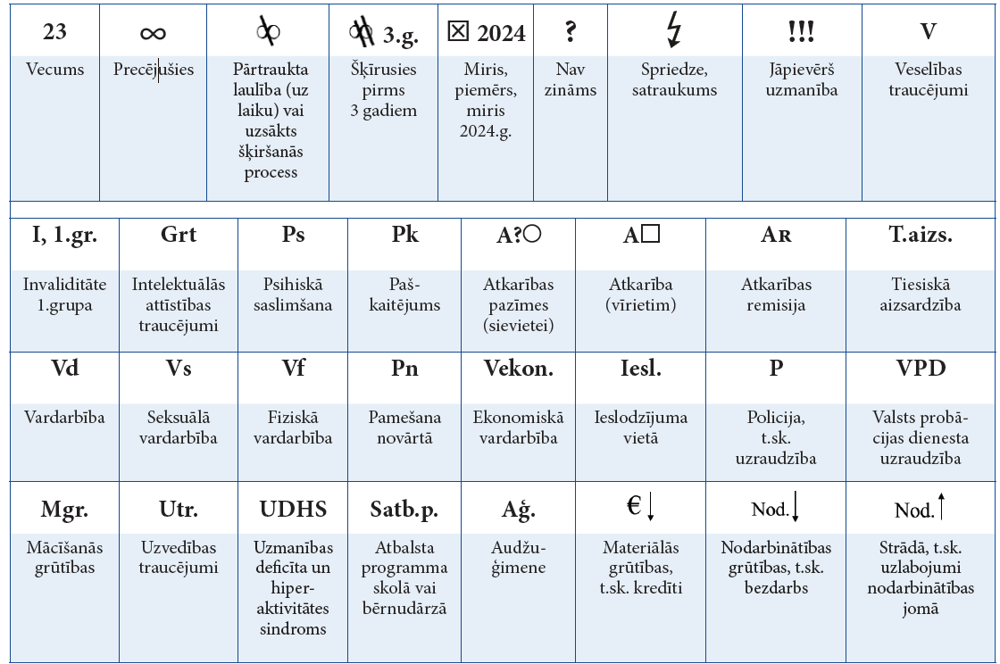 23 ∞ ⚮ ⚮ 3.g. ☒ 2024 ? ϟ !!! V
Vecums
Precējušies
Pārtraukta
laulība (uz
laiku) vai
uzsākts
šķiršanās
process
Šķīrusies
pirms
3 gadiem
Miris,
piemērs,
miris
2024.g.
Nav
zināms
Spriedze,
satraukums
Jāpievērš
uzmanība
Veselības
traucējumi
I, 1.gr. Grt Ps Pk A?○ A□ AR T.aizs.
Invaliditāte
1.grupa
Intelektuālās
attīstības
traucējumi
Psihiskā
saslimšana
Paš-
kaitējums
Atkarības
pazīmes
(sievietei)
Atkarība
(vīrietim)
Atkarības
remisija
Tiesiskā
aizsardzība
Vd Vs Vf Pn Vekon. Iesl. P VPD
Vardarbība
Seksuālā
vardarbība
Fiziskā
vardarbība
Pamešana
novārtā
Ekonomiskā
vardarbība
Ieslodzījuma
vietā
Policija,
t.sk.
uzraudzība
Valsts probā-
cijas dienesta
uzraudzība
Mgr. Utr. UDHS Satb.p. Aģ. €↓ Nod.↓ Nod.↑
Mācīšanās
grūtības
Uzvedības
traucējumi
Uzmanības
deficīta un
hiper-
aktivitātes
sindroms
Atbalsta
programma
skolā vai
bērnudārzā
Audžu-
ģimene
Materiālās
grūtības,
t.sk. kredīti
Nodarbinātības
grūtības, t.sk.
bezdarbs
Strādā, t.sk.
uzlabojumi
nodarbinātības
jomā